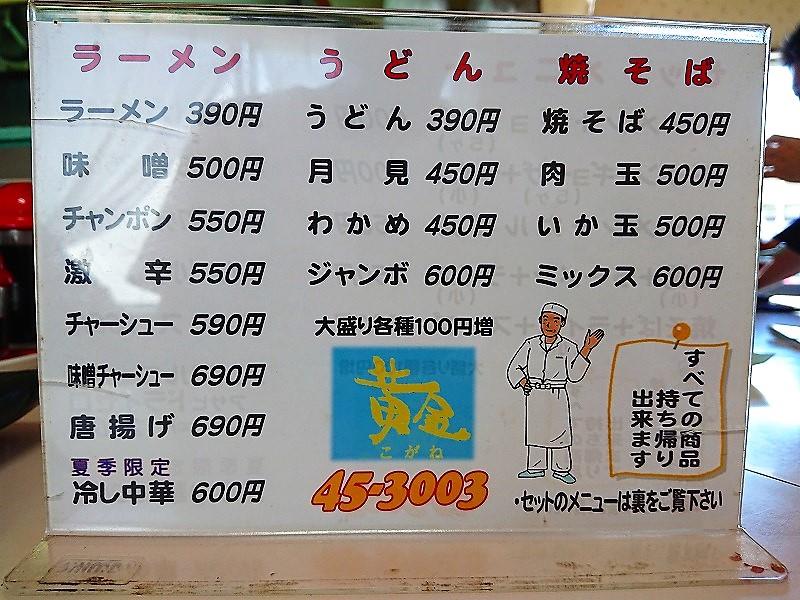 ラーメン
ラーメン 390円
味噌 500円
チャンポン 550円
激辛 550円
チャーシュー 590円
味噌チャーシュー 690円
唐揚げ 690円
夏季限定
冷し中華 600円
うどん
うどん 390円
月見 450円
わかめ 450円
ジャンボ 600円
大盛り各種100円増
黄金
こがね
45-3003
焼そば
焼そば 450円
肉玉 500円
いか玉 500円
ミックス 600円
すべての商品
持ち帰り
出来ます
・セットのメニューは裏をご覧下さい